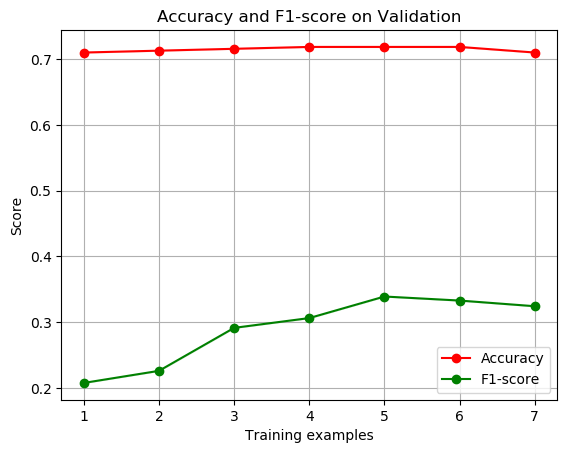 Accuracy and F1-score on Validation
0.7
0.6
0.5
0.4
0.3
0.2
Score
1 2 3 4 5 6 7
Training examples
Accuracy
F1-score